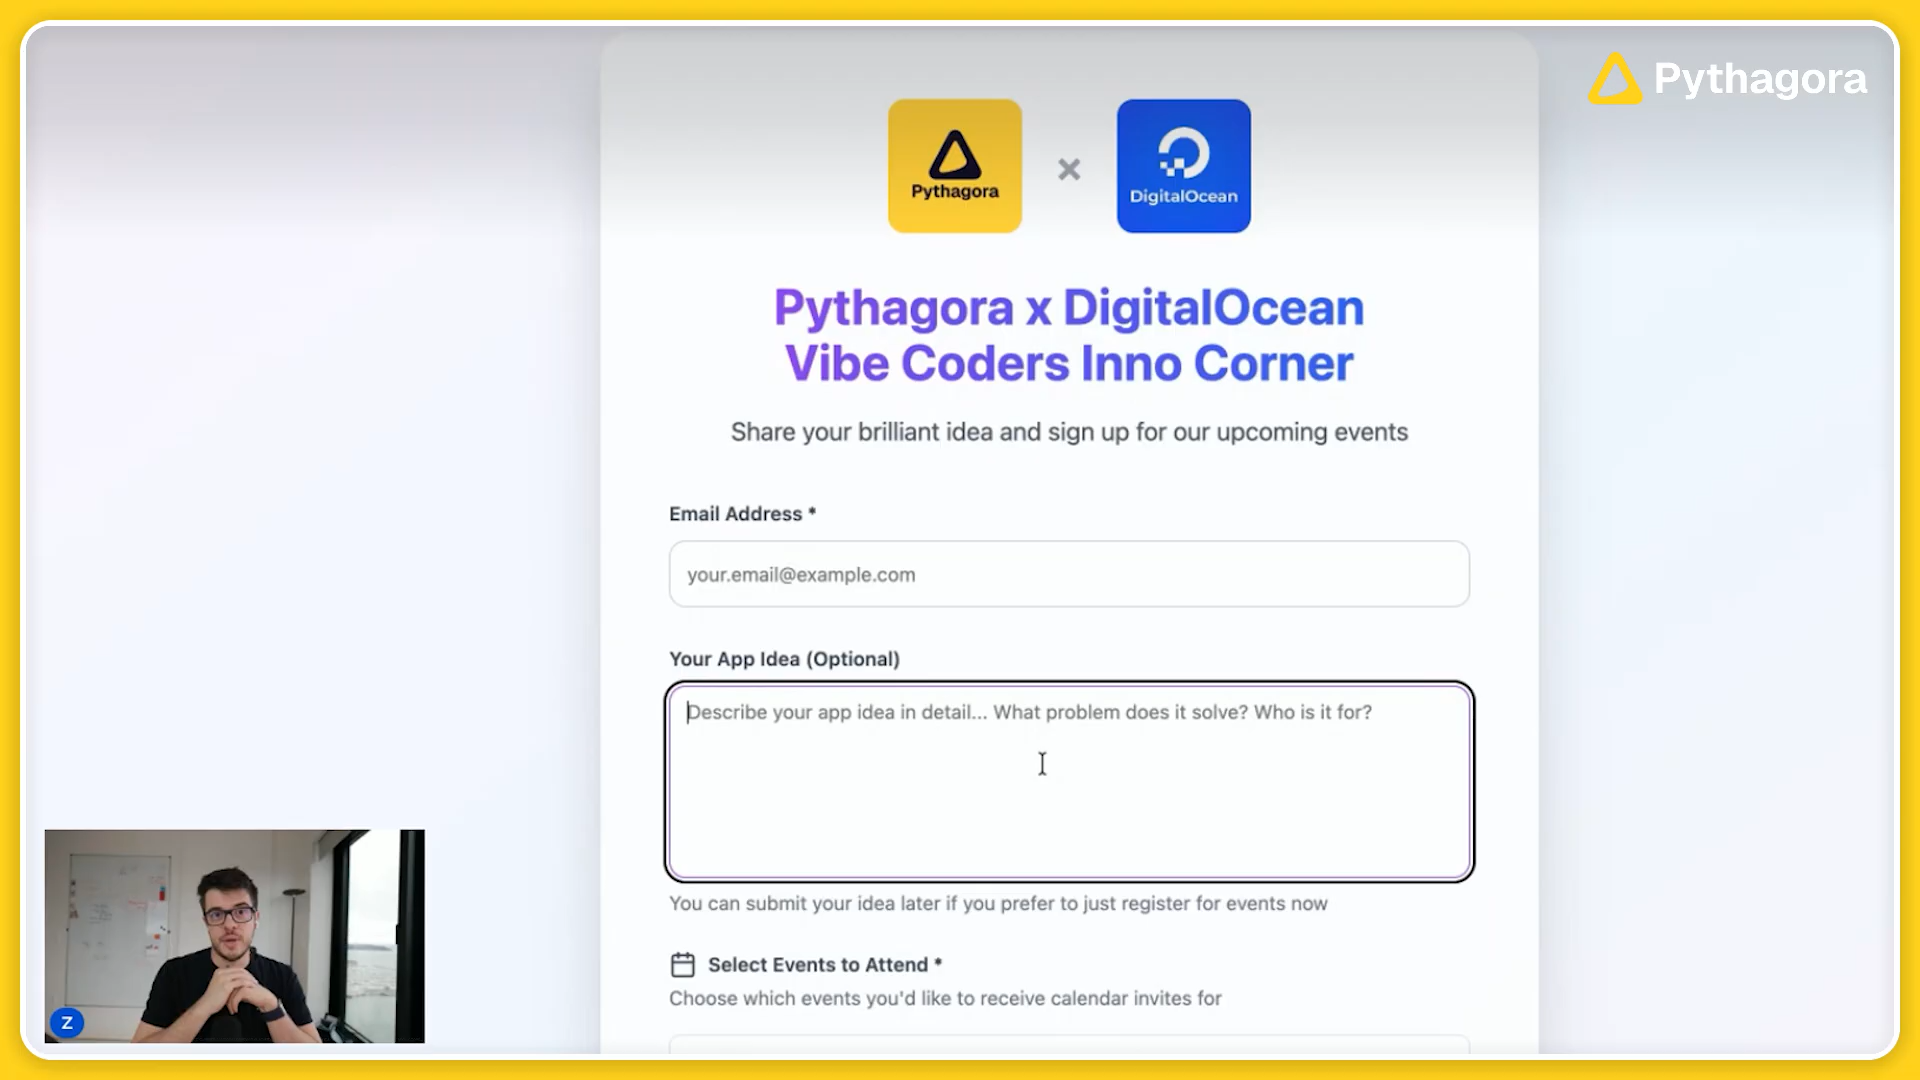 Pythagora
Pythagora
DigitalOcean
Pythagora x DigitalOcean
Vibe Coders Inno Corner
Share your brilliant idea and sign up for our upcoming events
Email Address *
your.email@example.com
Your App Idea (Optional)
Describe your app idea in detail... What problem does it solve? Who is it for?
You can submit your idea later if you prefer to just register for events now
Select Events to Attend *
Choose which events you'd like to receive calendar invites for
Z